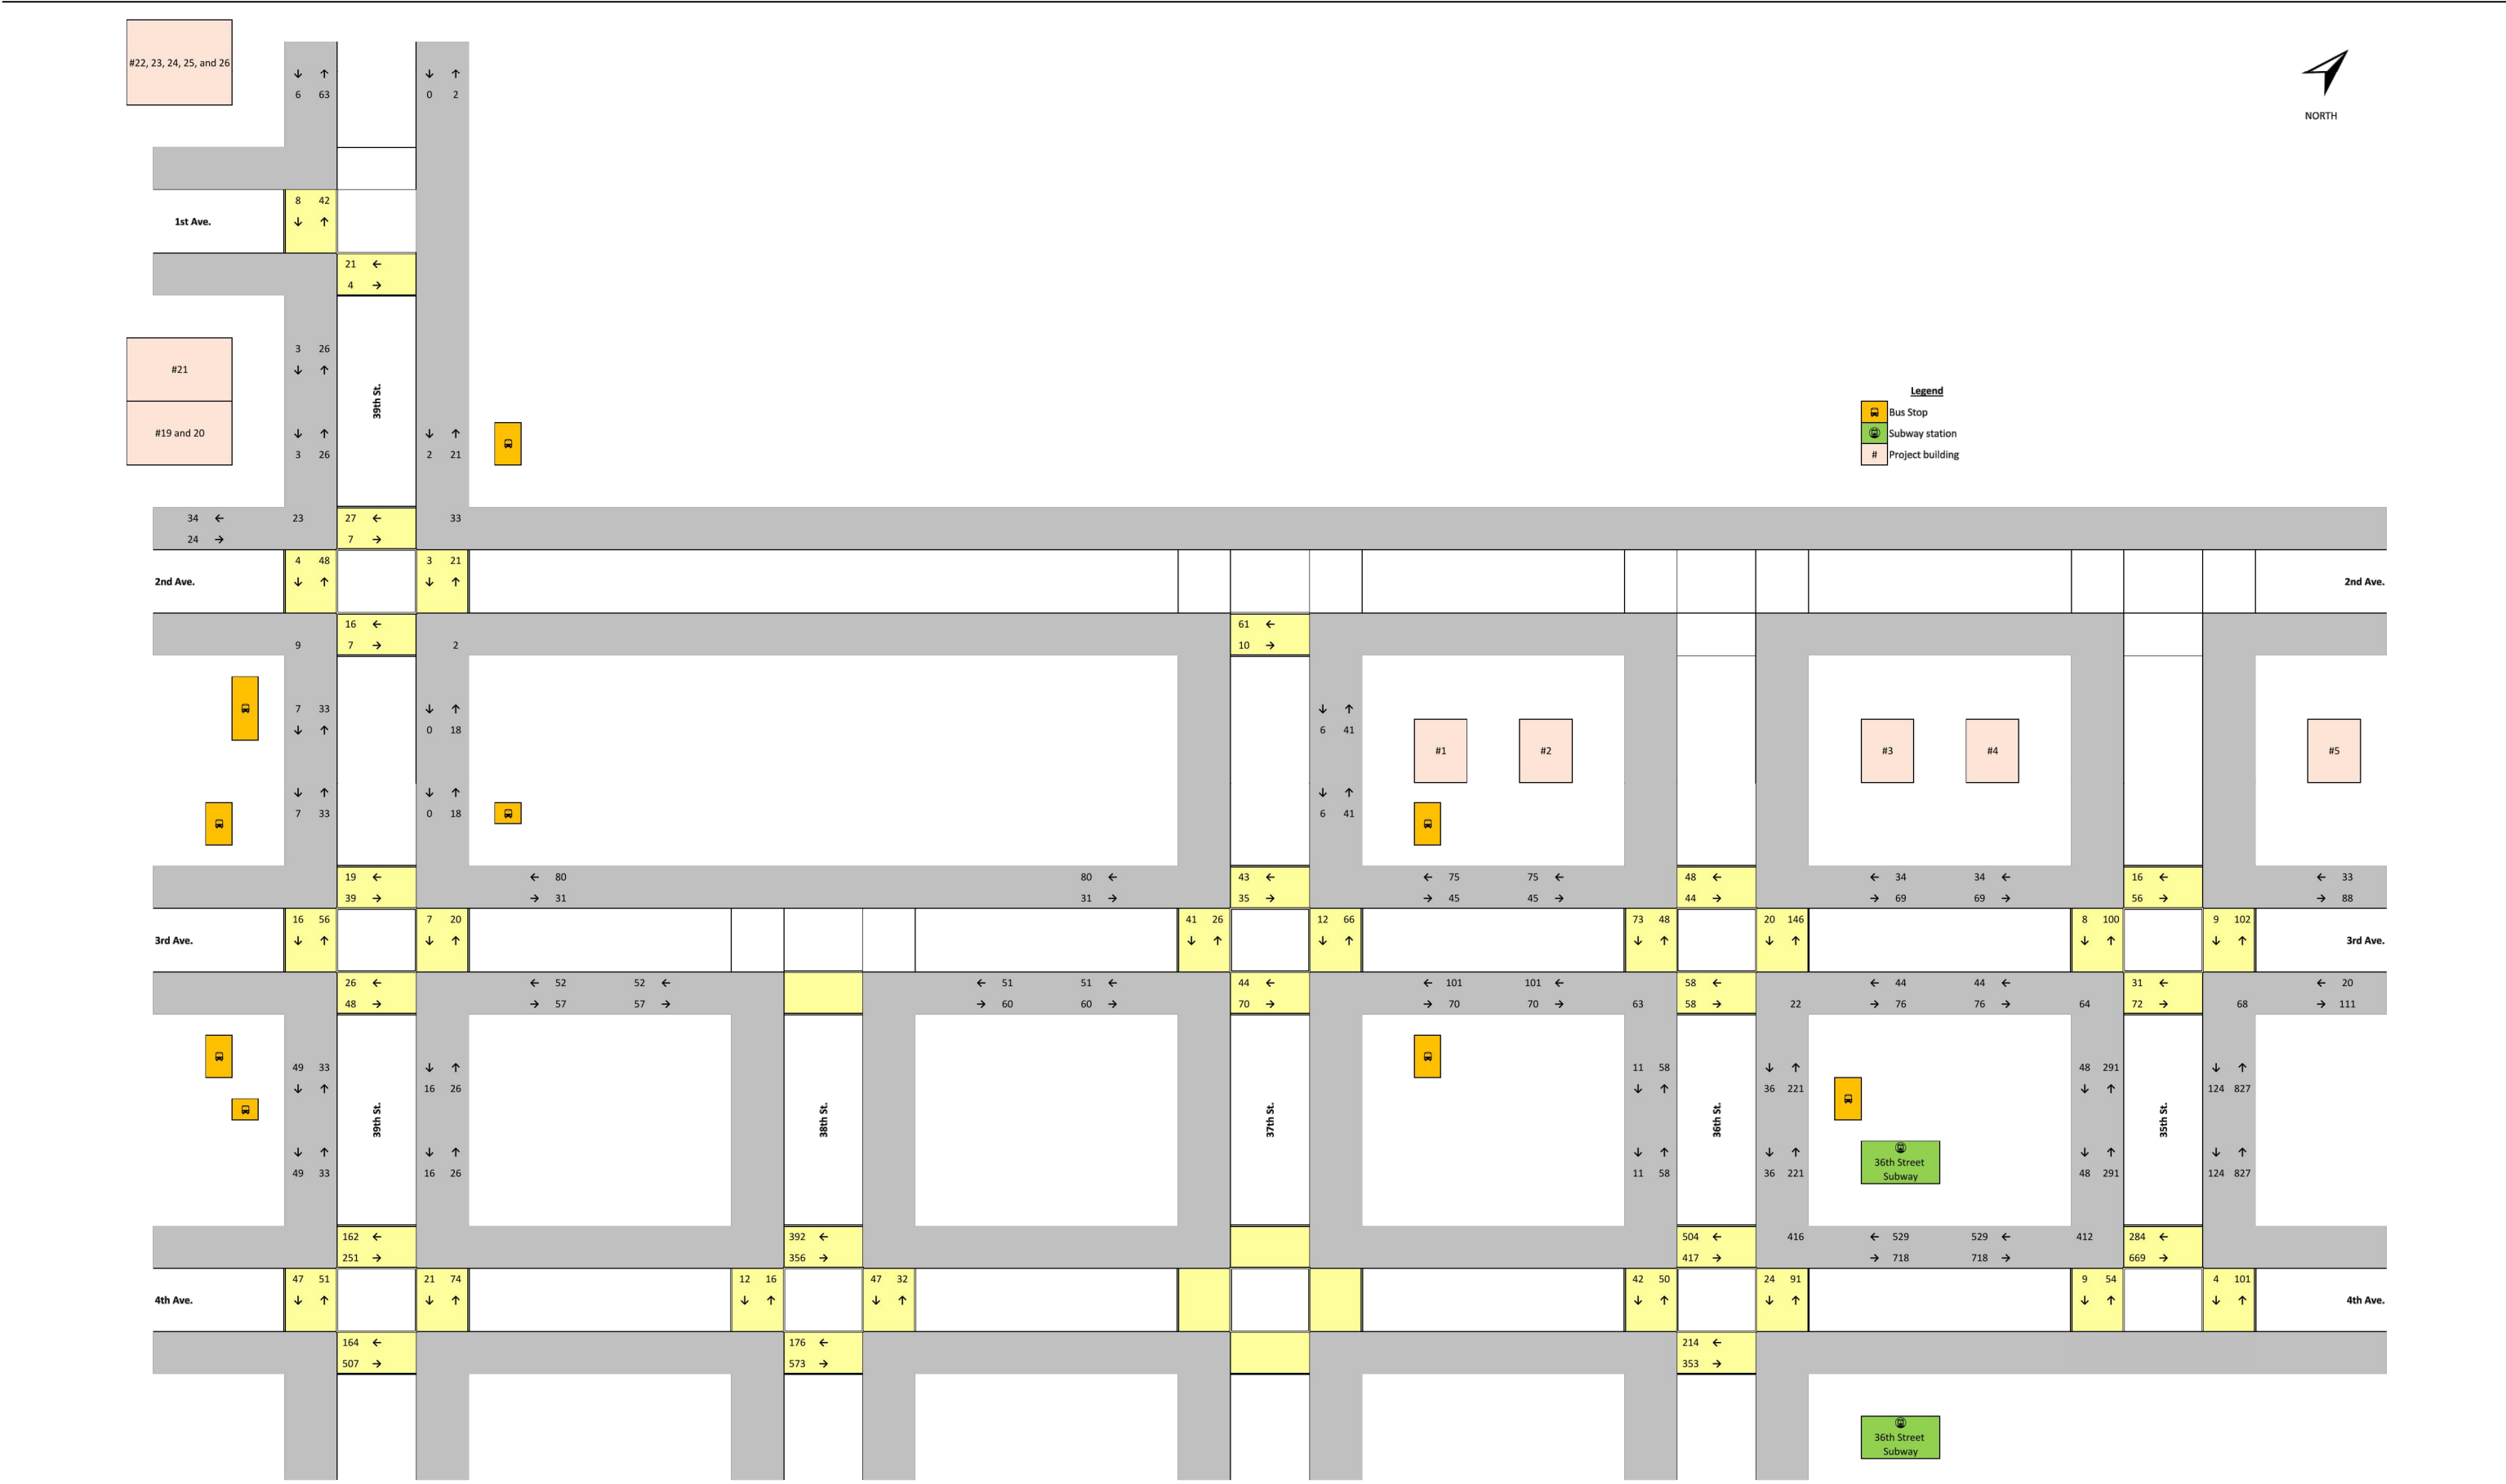 #22, 23, 24, 25, and 26
↓ ↑ ↓ ↑
6 63 0 2
NORTH
8 42
1st Ave. ↓ ↑
21 ←
4 →
3 26
#21 ↓ ↑
39th St.
Legend
Bus Stop
#19 and 20 ↓ ↑ ↓ ↑ Subway station
3 26 2 21 # Project building
34 ← 23 27 ← 33
24 → 7 →
4 48 3 21
2nd Ave. ↓ ↑ ↓ ↑ 2nd Ave.
16 ← 61 ←
9 7 → 2 10 →
7 33 ↓ ↑ ↓ ↑
↓ ↑ 0 18 6 41
#1 #2 #3 #4 #5
↓ ↑ ↓ ↑ ↓ ↑
7 33 0 18 6 41
19 ← ← 80 80 ← 43 ← ← 75 75 ← 48 ← ← 34 34 ← 16 ← ← 33
39 → → 31 31 → 35 → → 45 45 → 44 → → 69 69 → 56 → → 88
16 56 7 20 41 26 12 66 73 48 20 146 8 100 9 102
3rd Ave. ↓ ↑ ↓ ↑ ↓ ↑ ↓ ↑ ↓ ↑ ↓ ↑ ↓ ↑ ↓ ↑ 3rd Ave.
26 ← ← 52 52 ← ← 51 51 ← 44 ← ← 101 101 ← 58 ← ← 44 44 ← 31 ← ← 20
48 → → 57 57 → → 60 60 → 70 → → 70 70 → 63 58 → 22 → 76 76 → 64 72 → 68 → 111
49 33 ↓ ↑ 11 58 ↓ ↑ 48 291 ↓ ↑
↓ ↑ 16 26 ↓ ↑ 36 221 ↓ ↑ 124 827
39th St. 38th St. 37th St. 36th St. 35th St.
↓ ↑ ↓ ↑ ↓ ↑ ↓ ↑ 36th Street ↓ ↑ ↓ ↑
49 33 16 26 11 58 36 221 Subway 48 291 124 827
162 ← 392 ← 504 ← 416 ← 529 529 ← 412 284 ←
251 → 356 → 417 → → 718 718 → 669 →
47 51 21 74 12 16 47 32 42 50 24 91 9 54 4 101
4th Ave. ↓ ↑ ↓ ↑ ↓ ↑ ↓ ↑ ↓ ↑ ↓ ↑ ↓ ↑ ↓ ↑ 4th Ave.
164 ← 176 ← 214 ←
507 → 573 → 353 →
36th Street
Subway